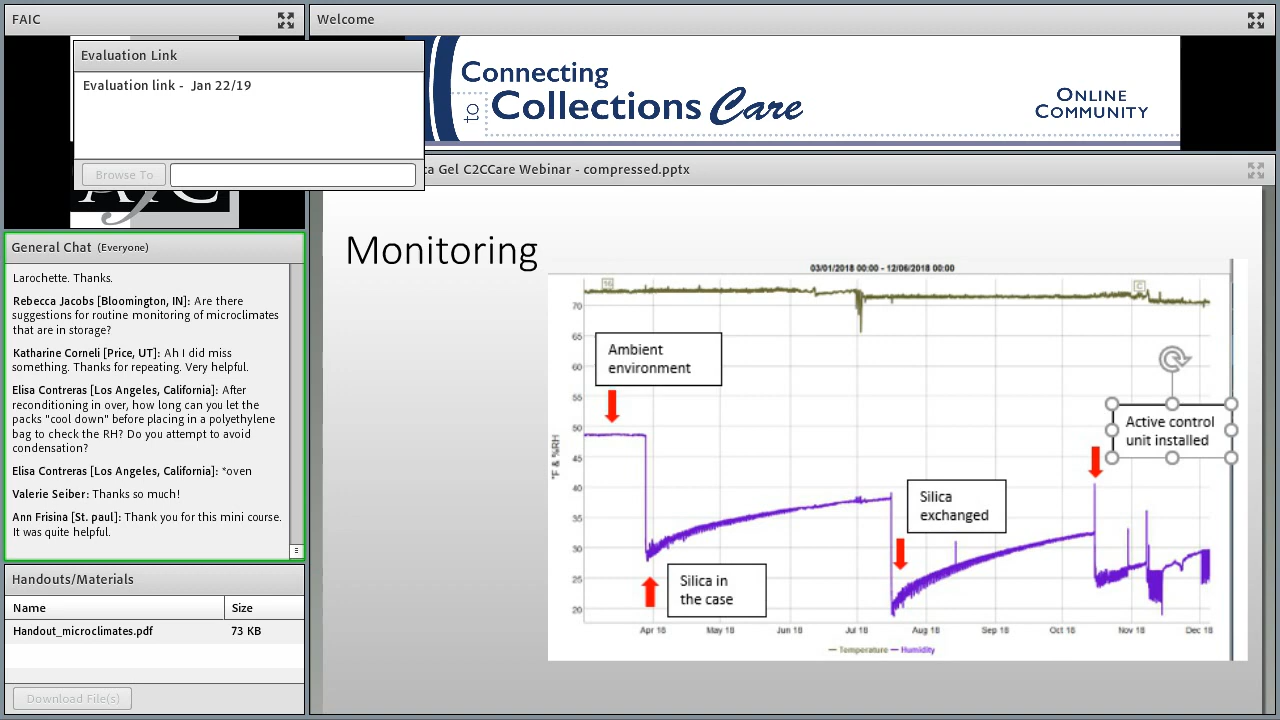 FAIC
Welcome
Evaluation Link
Evaluation link - Jan 22/19
Browse To
Connecting
to
Collections Care
ONLINE
COMMUNITY
Gel C2CCare Webinar - compressed.pptx
General Chat (Everyone)
Larochette. Thanks.
Rebecca Jacobs [Bloomington, IN]: Are there
suggestions for routine monitoring of microclimates
that are in storage?
Katharine Corneli [Price, UT]: Ah I did miss
something. Thanks for repeating. Very helpful.
Elisa Contreras [Los Angeles, California]: After
reconditioning in over, how long can you let the
packs "cool down" before placing in a polyethylene
bag to check the RH? Do you attempt to avoid
condensation?
Elisa Contreras [Los Angeles, California]: *oven
Valerie Seiber: Thanks so much!
Ann Frisina [St. paul]: Thank you for this mini course.
It was quite helpful.
Handouts/Materials
Name Size
Handout_microclimates.pdf 73 KB
Download File(s)
Monitoring
03/01/2018 00:00 - 12/06/2018 00:00
C
70
65
60
55
50
45
40
35
30
25
20
°F & %RH
Ambient
environment
Active control
unit installed
Silica
exchanged
Silica in
the case
Apr 18 May 18 Jun 18 Jul 18 Aug 18 Sep 18 Oct 18 Nov 18 Dec 18
Temperature Humidity